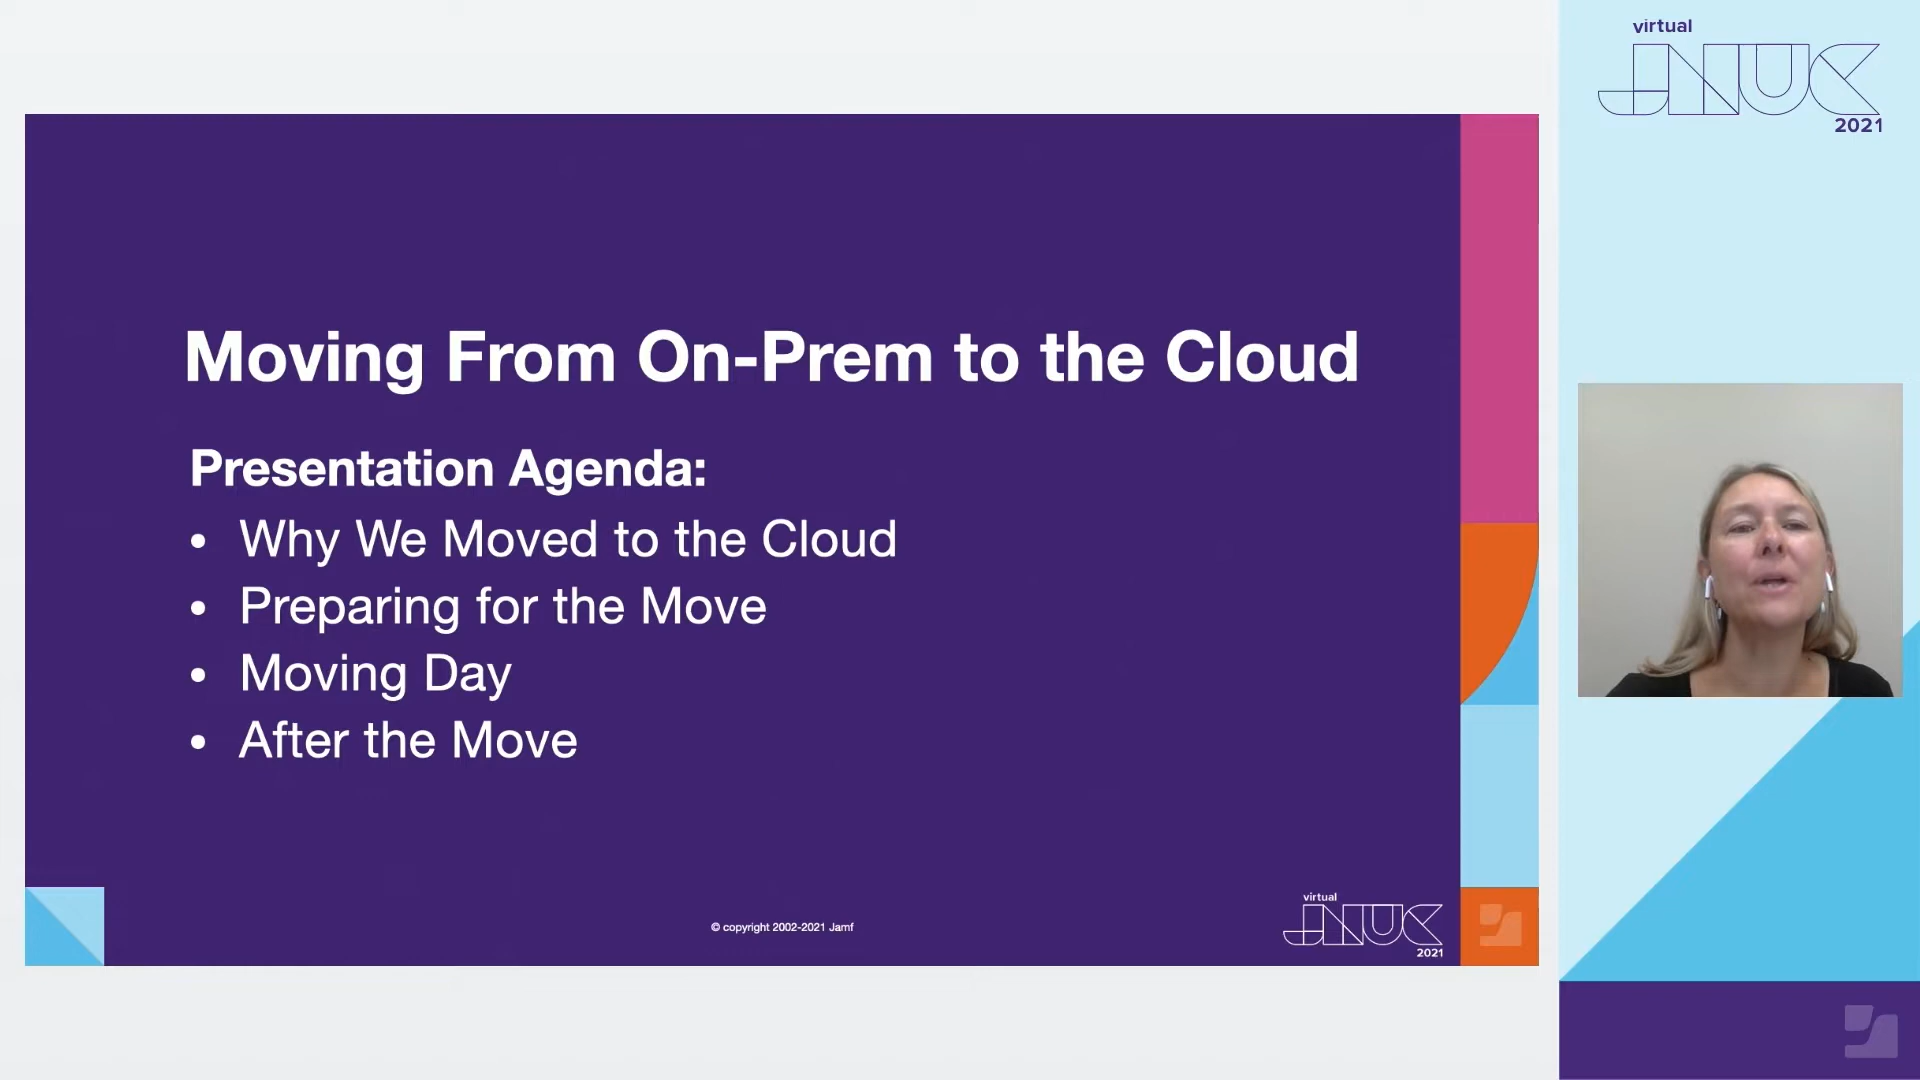 virtual
JNUC
2021
Moving From On-Prem to the Cloud
Presentation Agenda:
• Why We Moved to the Cloud
• Preparing for the Move
• Moving Day
• After the Move
© copyright 2002-2021 Jamf
virtual
JNUC
2021